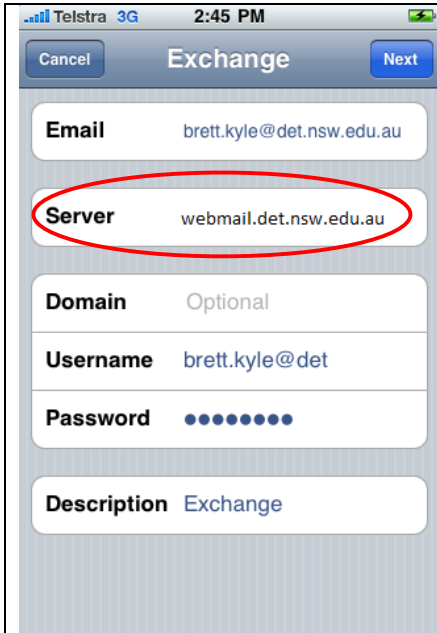 Telstra 3G 2:45 PM
Cancel Exchange Next
Email brett.kyle@det.nsw.edu.au
Server webmail.det.nsw.edu.au
Domain Optional
Username brett.kyle@det
Password ●●●●●●●●
Description Exchange